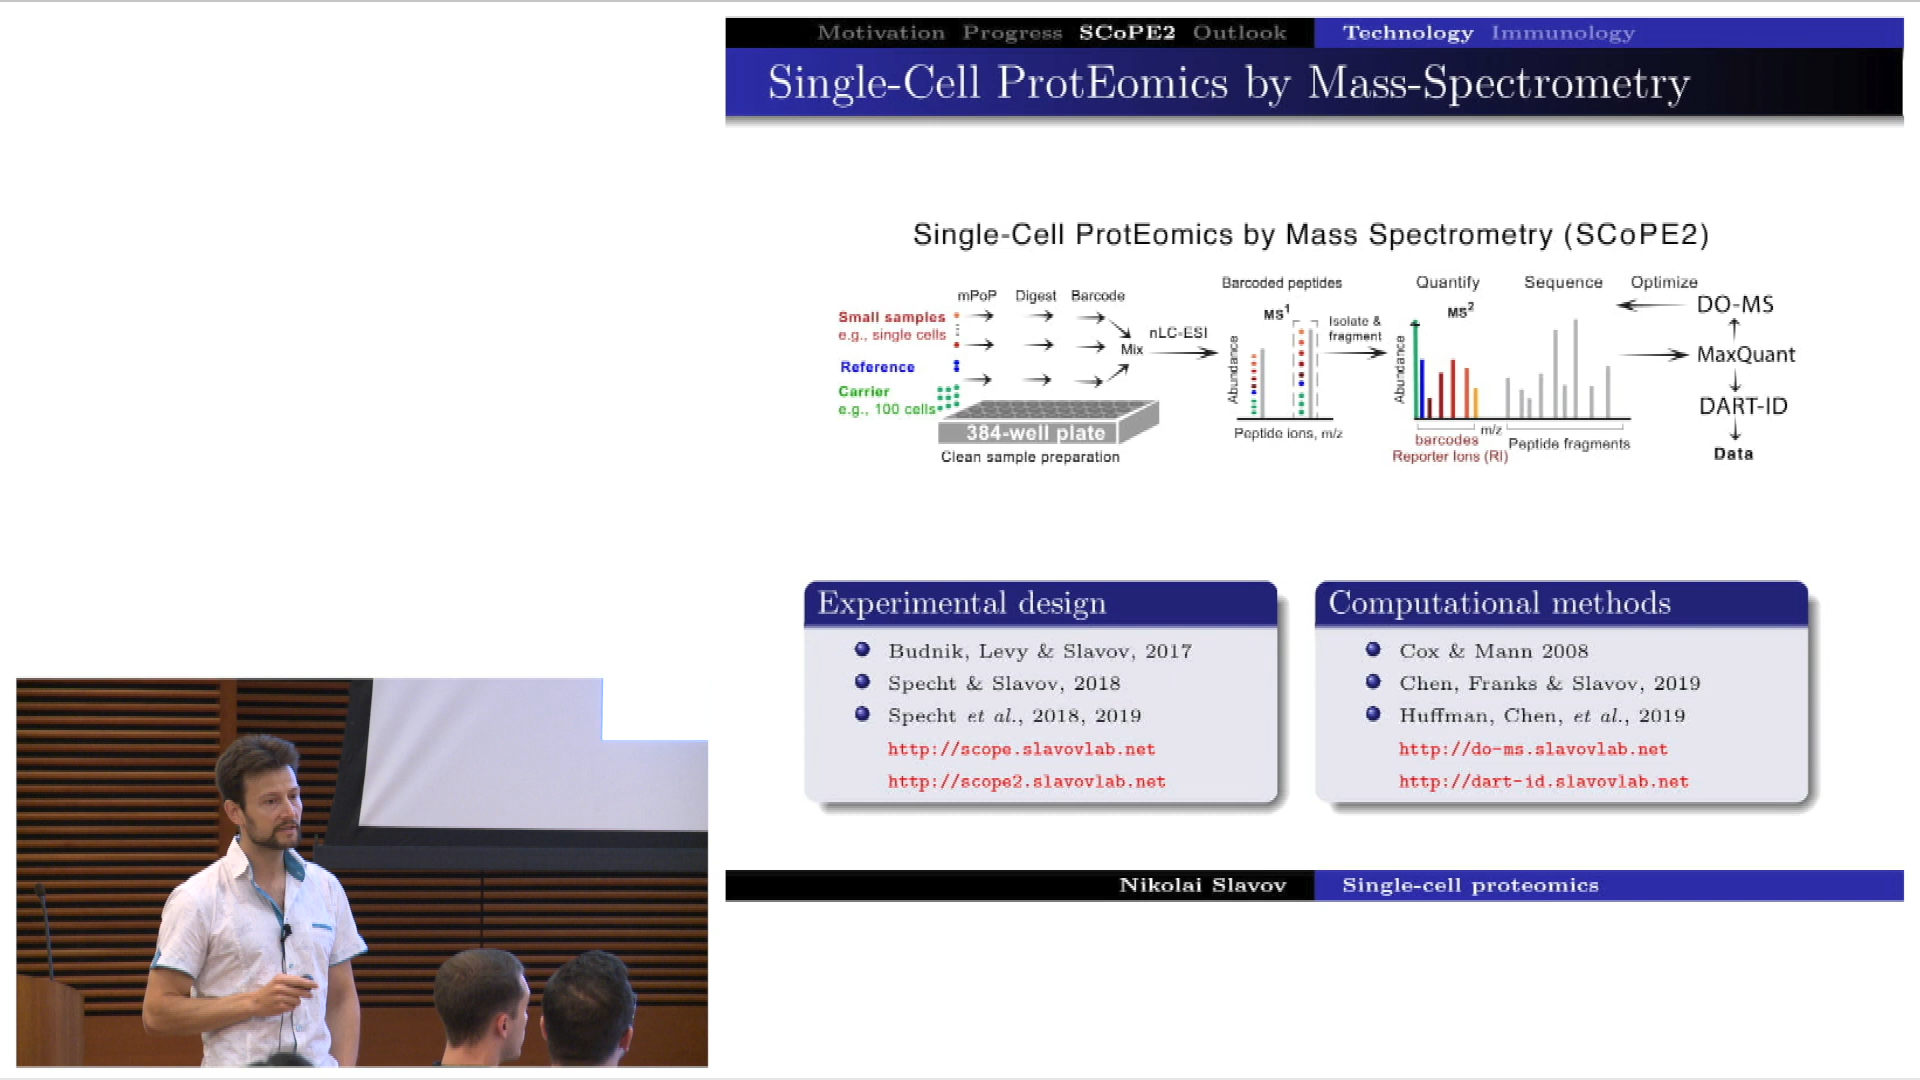 Motivation Progress SCoPE2 Outlook Technology Immunology
Single-Cell ProtEomics by Mass-Spectrometry
Single-Cell ProtEomics by Mass Spectrometry (SCoPE2)
mPoP Digest Barcode
Small samples
e.g., single cells
Reference
Carrier
e.g., 100 cells
Mix
384-well plate
Clean sample preparation
nLC-ESI
Barcoded peptides
MS1
Abundance
Peptide ions, m/z
Isolate &
fragment
Quantify Sequence Optimize
MS2
Abundance
m/z
barcodes
Reporter Ions (RI)
Peptide fragments
DO-MS
MaxQuant
DART-ID
Data
Experimental design
Budnik, Levy & Slavov, 2017
Specht & Slavov, 2018
Specht et al., 2018, 2019
http://scope.slavovlab.net
http://scope2.slavovlab.net
Computational methods
Cox & Mann 2008
Chen, Franks & Slavov, 2019
Huffman, Chen, et al., 2019
http://do-ms.slavovlab.net
http://dart-id.slavovlab.net
Nikolai Slavov Single-cell proteomics